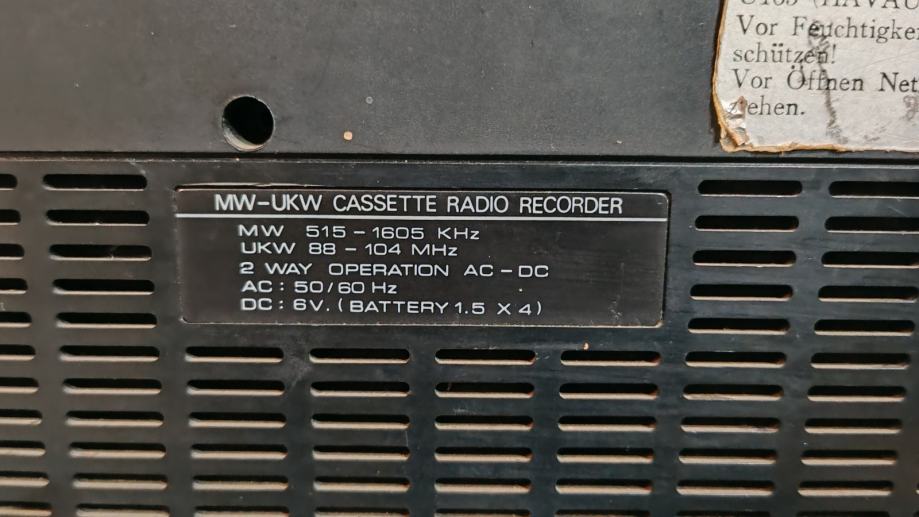 Vor Feuchtigkei
schützen!
Vor Öffnen Net
ziehen.
MW-UKW CASSETTE RADIO RECORDER
MW 515-1605 KHz
UKW 88-104 MHz
2 WAY OPERATION AC-DC
AC: 50/60 Hz
DC: 6V. (BATTERY 1.5 X 4)